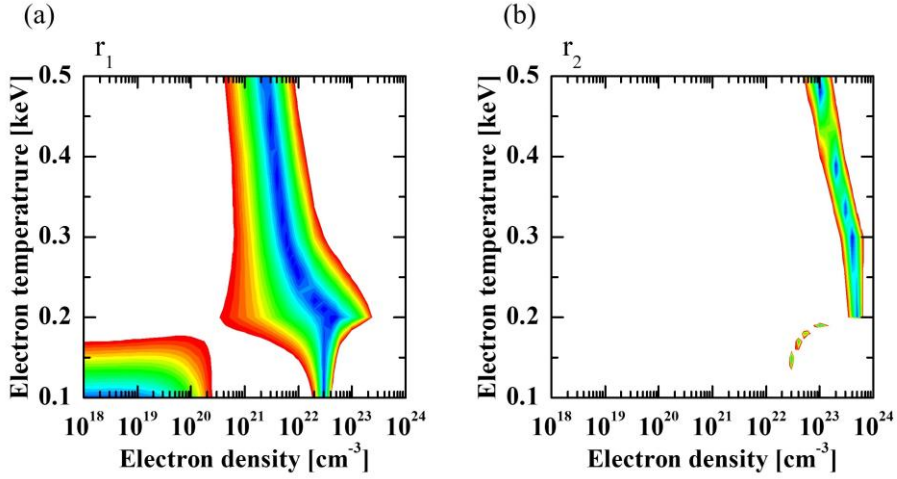 (a)
r1
Electron temperatrure [keV]
0.5
0.4
0.3
0.2
0.1
10^18 10^19 10^20 10^21 10^22 10^23 10^24
Electron density [cm^-3]
(b)
r2
Electron temperatrure [keV]
0.5
0.4
0.3
0.2
0.1
10^18 10^19 10^20 10^21 10^22 10^23 10^24
Electron density [cm^-3]